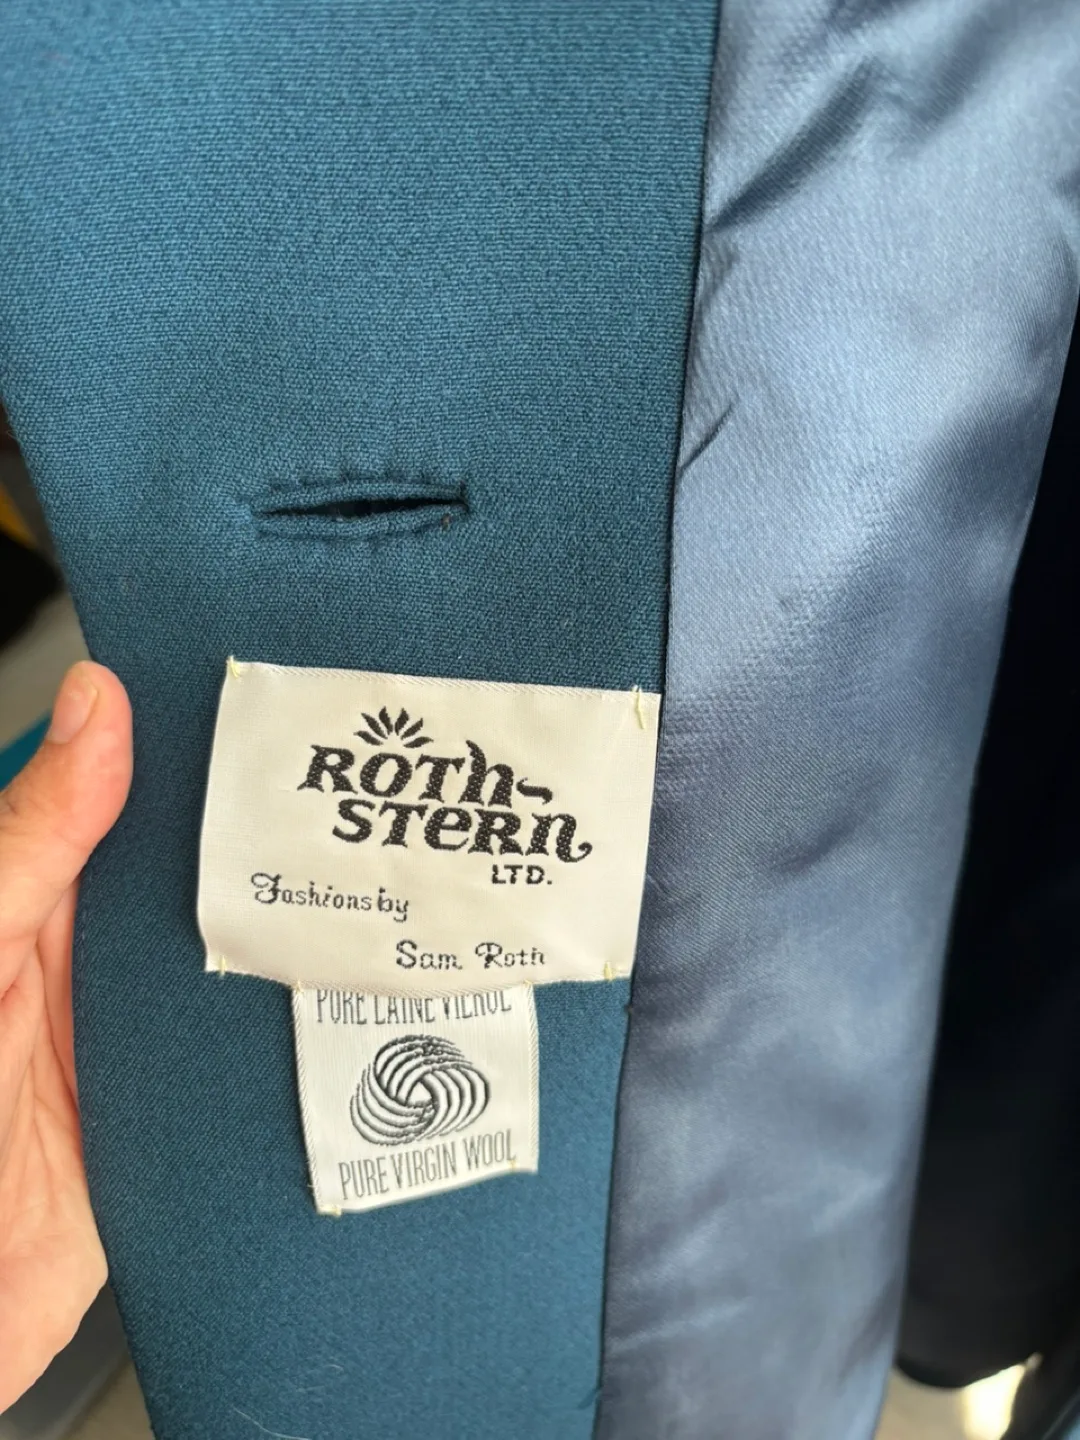 ROTH-
STERN
LTD.
Fashions by
Sam Roth
PURE LAINE VIERGE
PURE VIRGIN WOOL